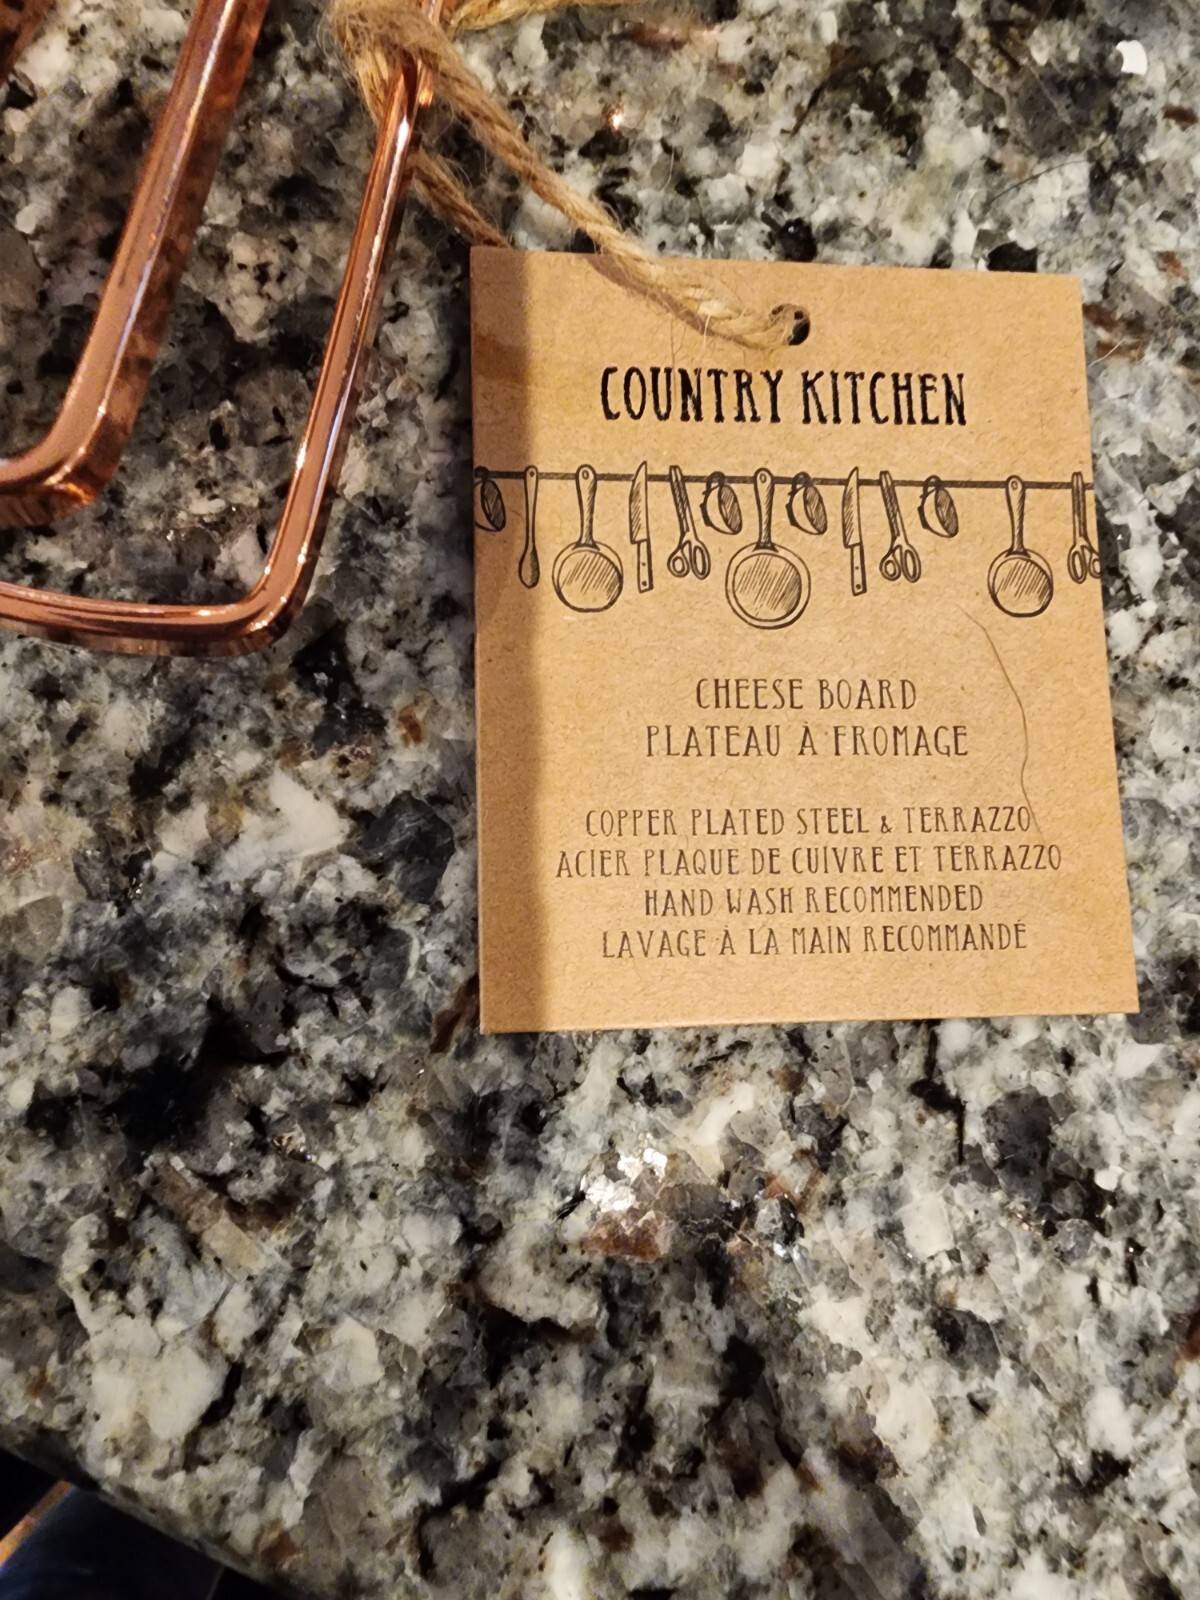 COUNTRY KITCHEN
CHEESE BOARD
PLATEAU À FROMAGE
COPPER PLATED STEEL & TERRAZZO
ACIER PLAQUE DE CUIVRE ET TERRAZZO
HAND WASH RECOMMENDED
LAVAGE À LA MAIN RECOMMANDÉ